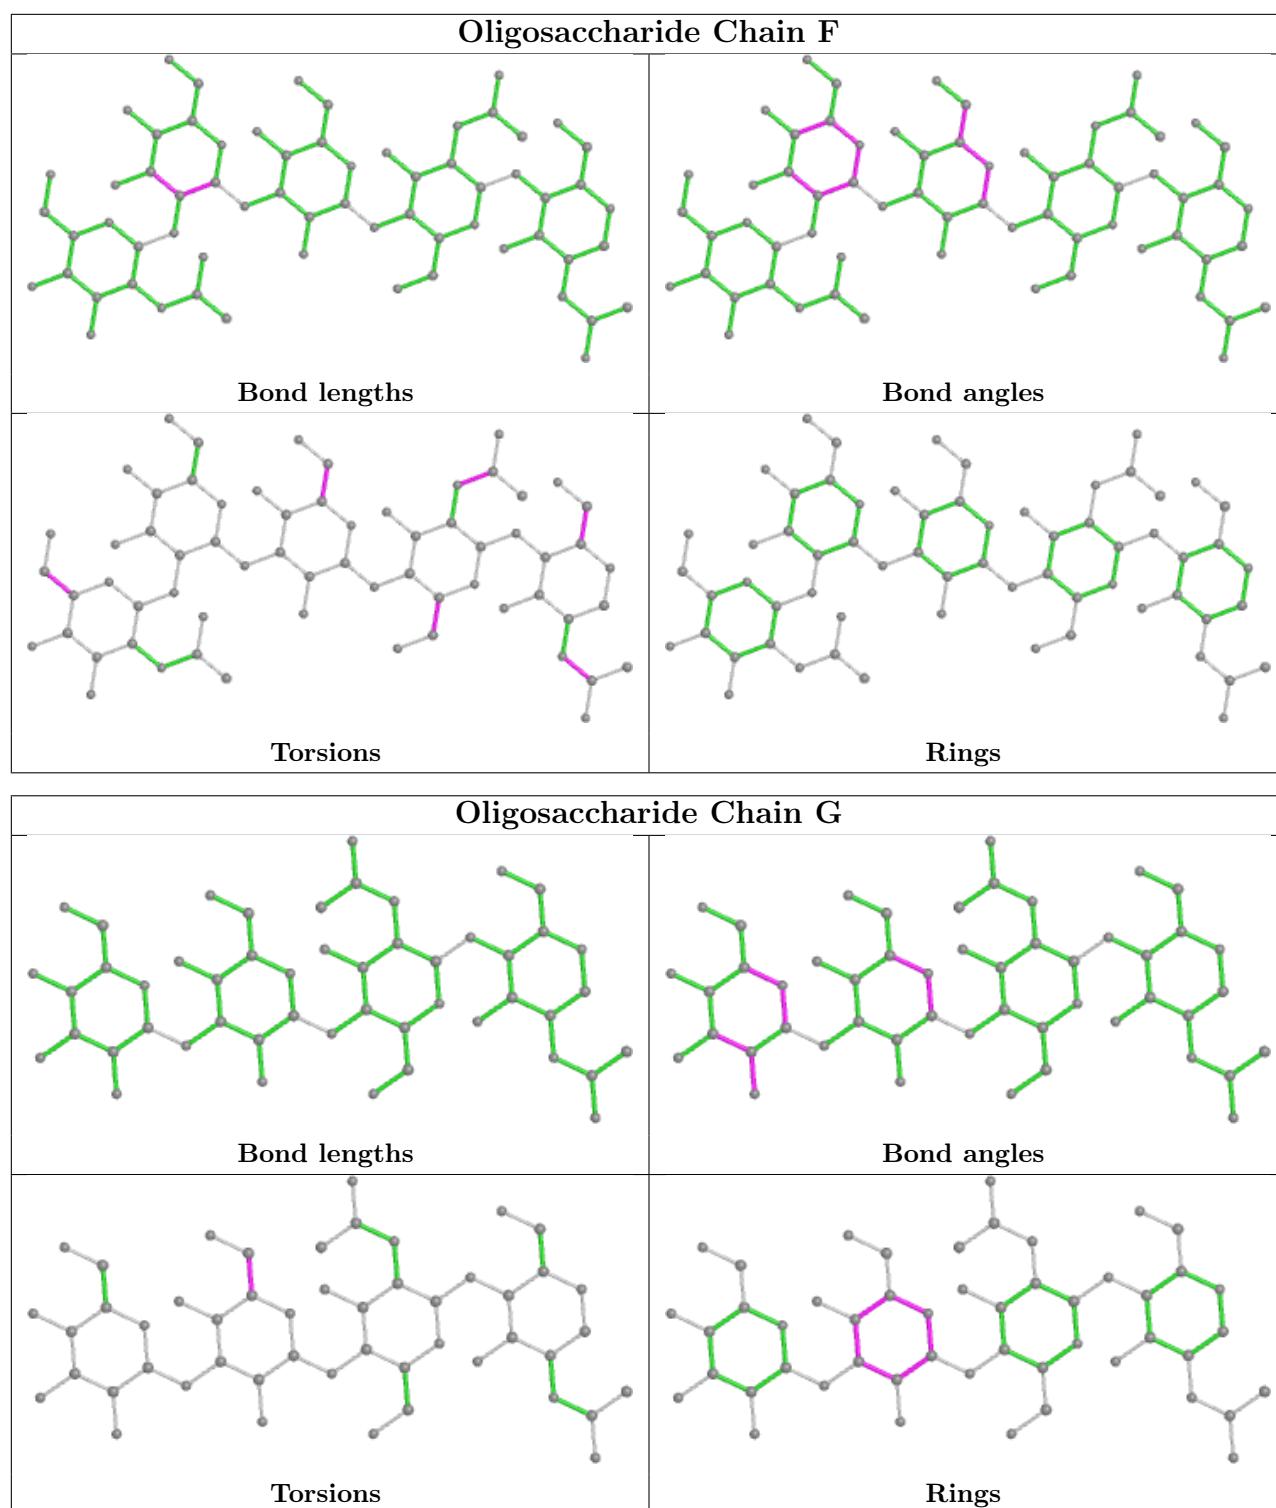 Oligosaccharide Chain F
Bond lengths
Bond angles
Torsions
Rings
Oligosaccharide Chain G
Bond lengths
Bond angles
Torsions
Rings